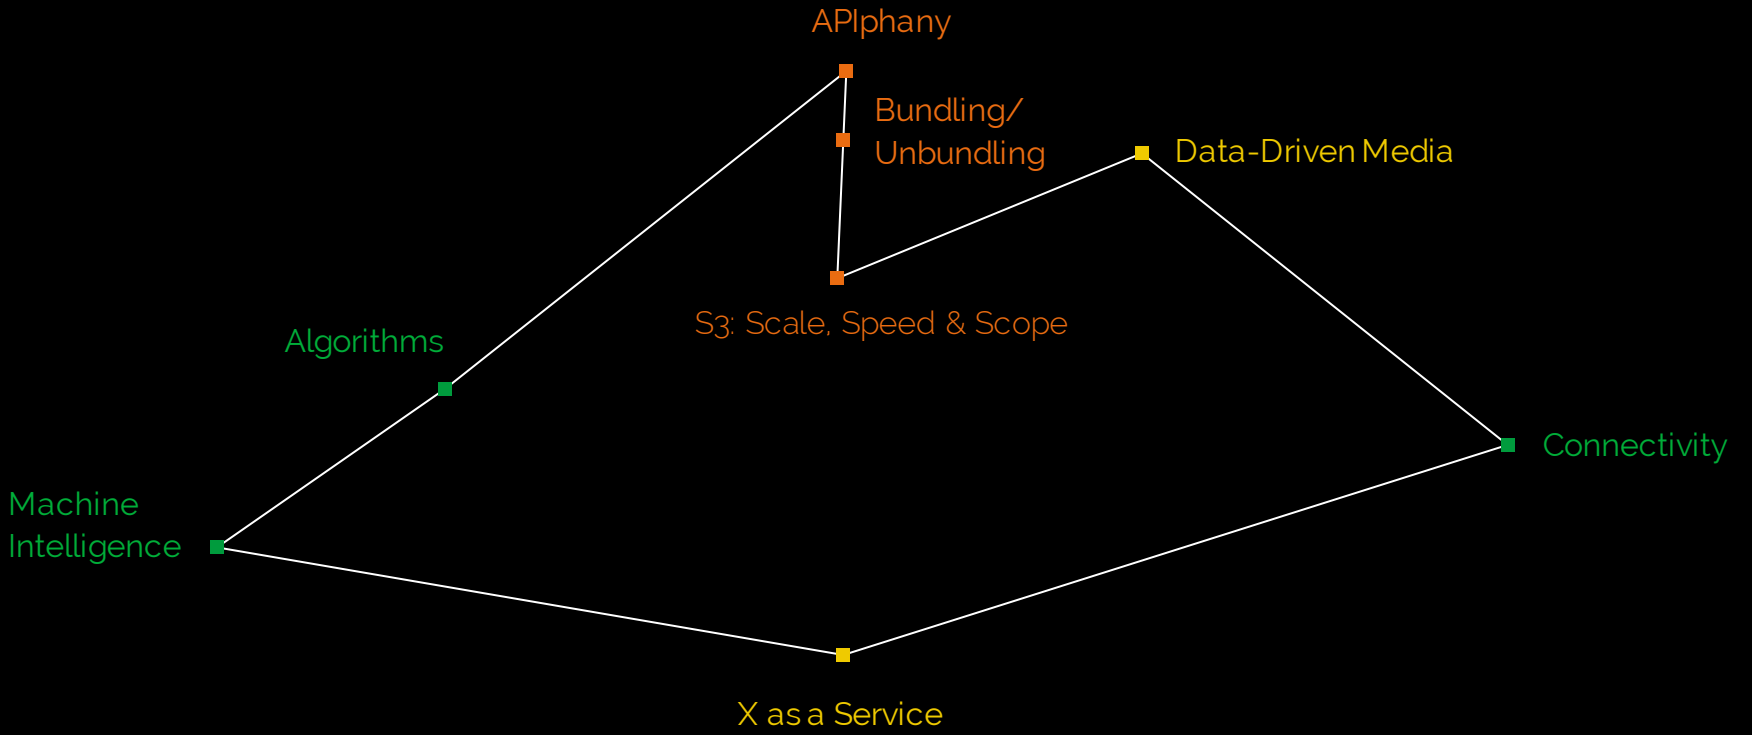 APIphany
Bundling/
Unbundling
Data-Driven Media
S3: Scale, Speed & Scope
Algorithms
Connectivity
Machine
Intelligence
X as a Service